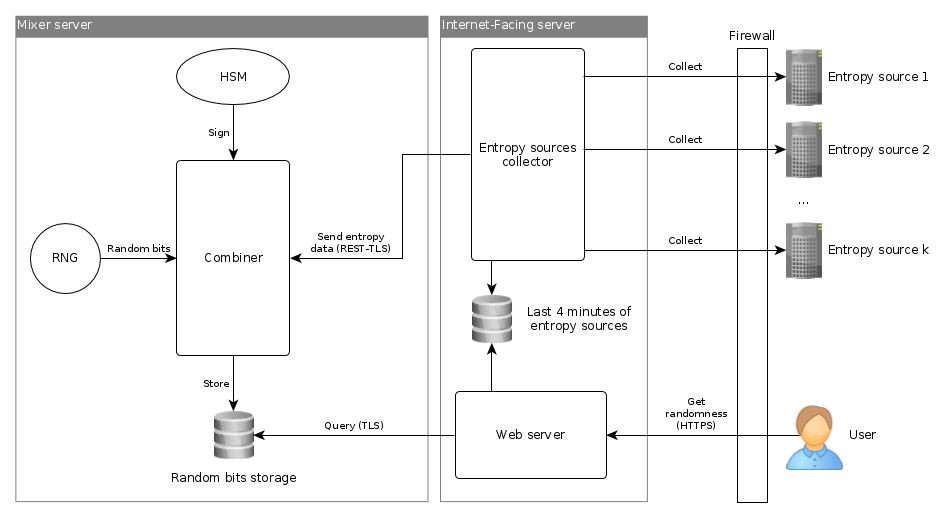 Mixer server
HSM
Sign
RNG
Random bits
Combiner
Send entropy
data (REST-TLS)
Store
Random bits storage
Query (TLS)
Internet-Facing server
Entropy sources
collector
Last 4 minutes of
entropy sources
Web server
Firewall
Collect
Entropy source 1
Collect
Entropy source 2
...
Collect
Entropy source k
Get
randomness
(HTTPS)
User